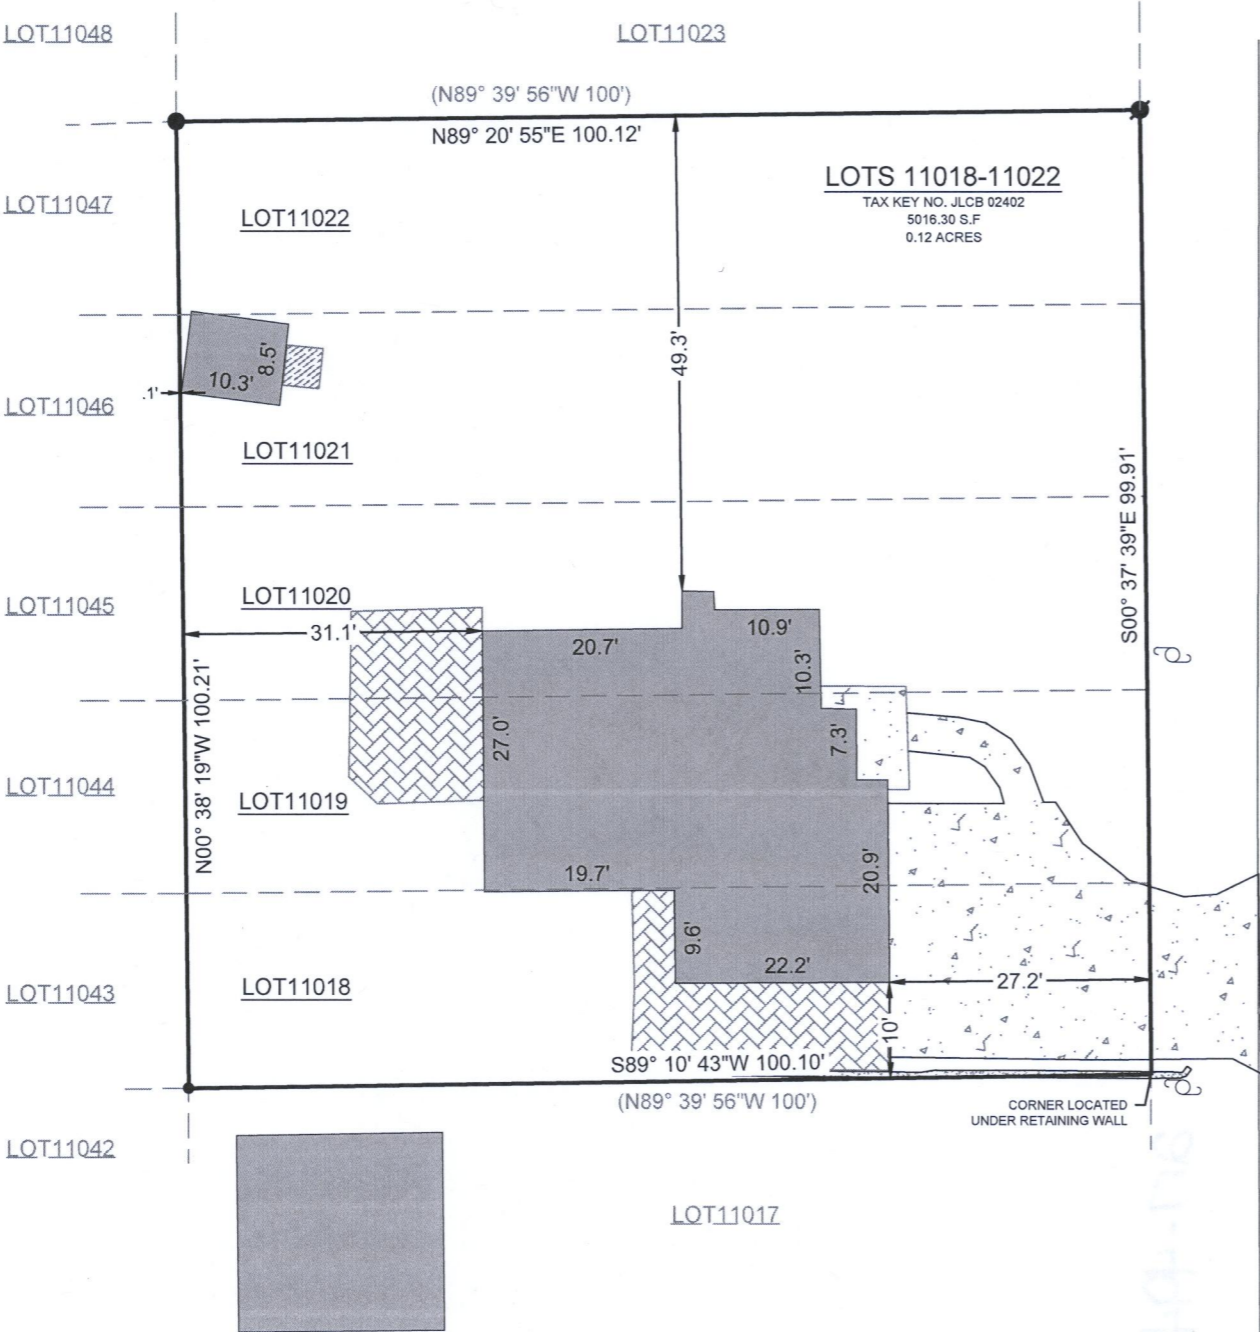 LOT11048
LOT11023
(N89° 39' 56"W 100')
N89° 20' 55"E 100.12'
LOTS 11018-11022
TAX KEY NO. JLCB 02402
5016.30 S.F
0.12 ACRES
LOT11047
LOT11022
49.3'
8.5'
10.3'
.1'
LOT11046
LOT11021
S00° 37' 39"E 99.91'
LOT11045
LOT11020
31.1'
20.7'
10.9'
10.3'
N00° 38' 19"W 100.21'
27.0'
7.3'
LOT11044
LOT11019
19.7'
20.9'
9.6'
22.2'
27.2'
LOT11043
LOT11018
10'
S89° 10' 43"W 100.10'
(N89° 39' 56"W 100')
CORNER LOCATED
UNDER RETAINING WALL
LOT11042
LOT11017